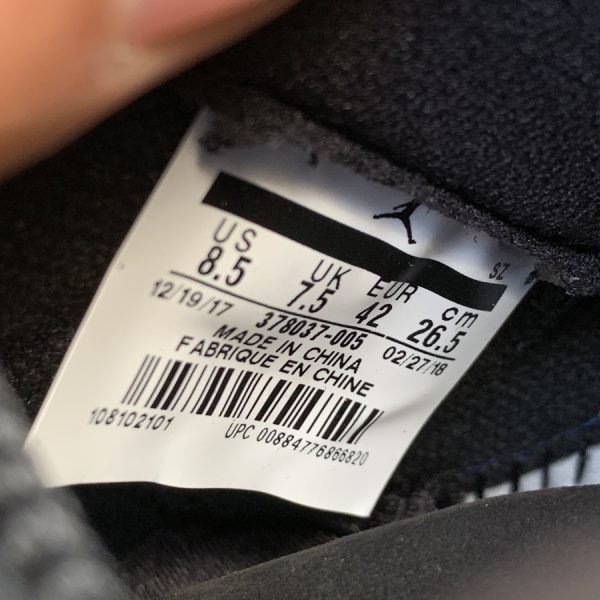 SZ
US UK EUR cm
8.5 7.5 42 26.5
12/19/17 378037-005 02/27/18
MADE IN CHINA
FABRIQUE EN CHINE
108102101 UPC 00884776866820